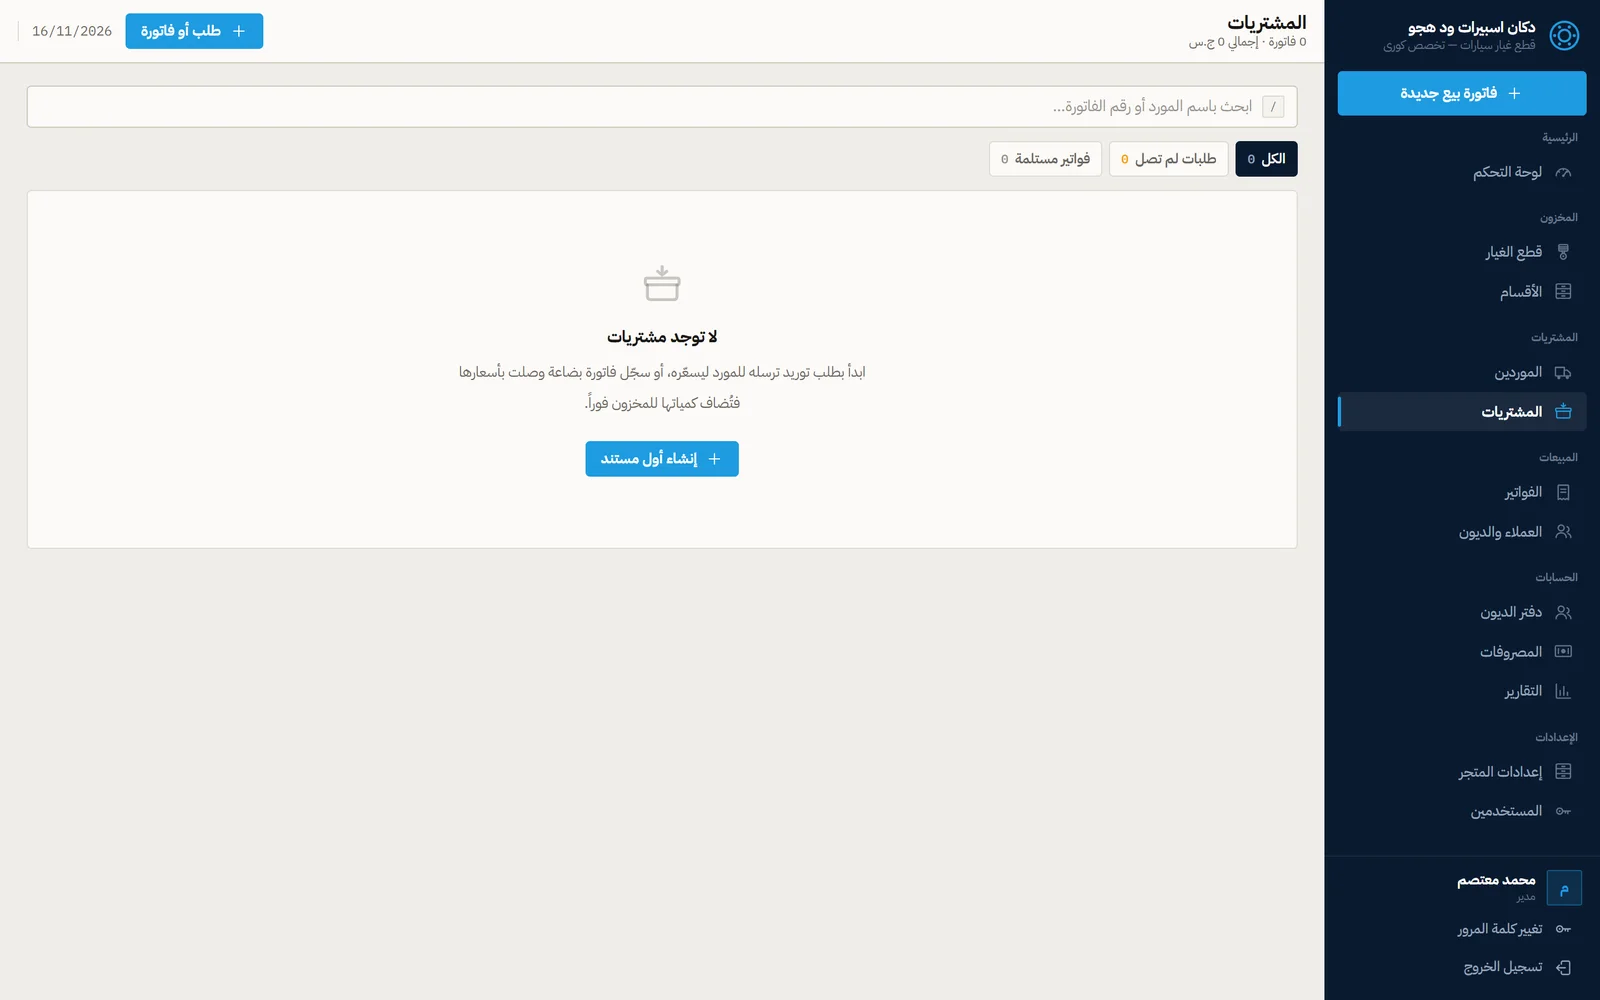 دكان اسبيرات ود هجو
قطع غيار سيارات — تخصص كوري
فاتورة بيع جديدة
الرئيسية
لوحة التحكم
المخزون
قطع الغيار
الأقسام
المشتريات
الموردين
المشتريات
المبيعات
الفواتير
العملاء والديون
الحسابات
دفتر الديون
المصروفات
التقارير
الإعدادات
إعدادات المتجر
المستخدمين
م
محمد معتصم
مدير
تغيير كلمة المرور
تسجيل الخروج
المشتريات
0 فاتورة · إجمالي 0 ج.س
+ طلب أو فاتورة
16/11/2026
/ ابحث باسم المورد أو رقم الفاتورة...
الكل 0
طلبات لم تصل 0
فواتير مستلمة 0
لا توجد مشتريات
ابدأ بطلب توريد ترسله للمورد ليسعّره، أو سجّل فاتورة بضاعة وصلت بأسعارها
فتُضاف كمياتها للمخزون فوراً.
+ إنشاء أول مستند